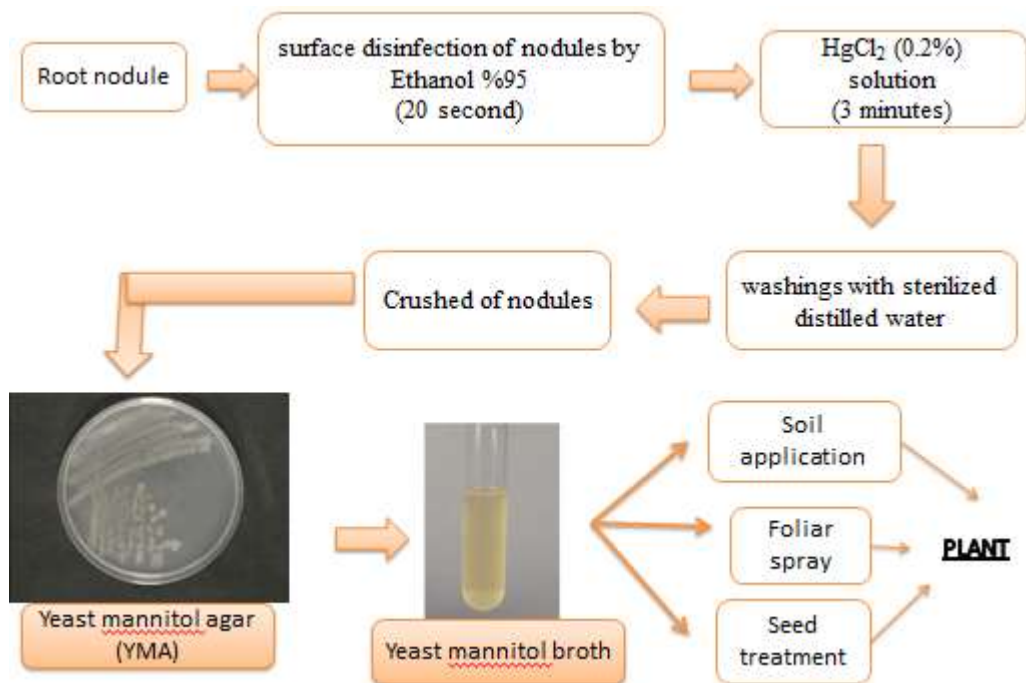 Root nodule
surface disinfection of nodules by
Ethanol %95
(20 second)
HgCl₂ (0.2%)
solution
(3 minutes)
washings with sterilized
distilled water
Crushed of nodules
Yeast mannitol agar
(YMA)
Yeast mannitol broth
Soil
application
Foliar
spray
Seed
treatment
PLANT